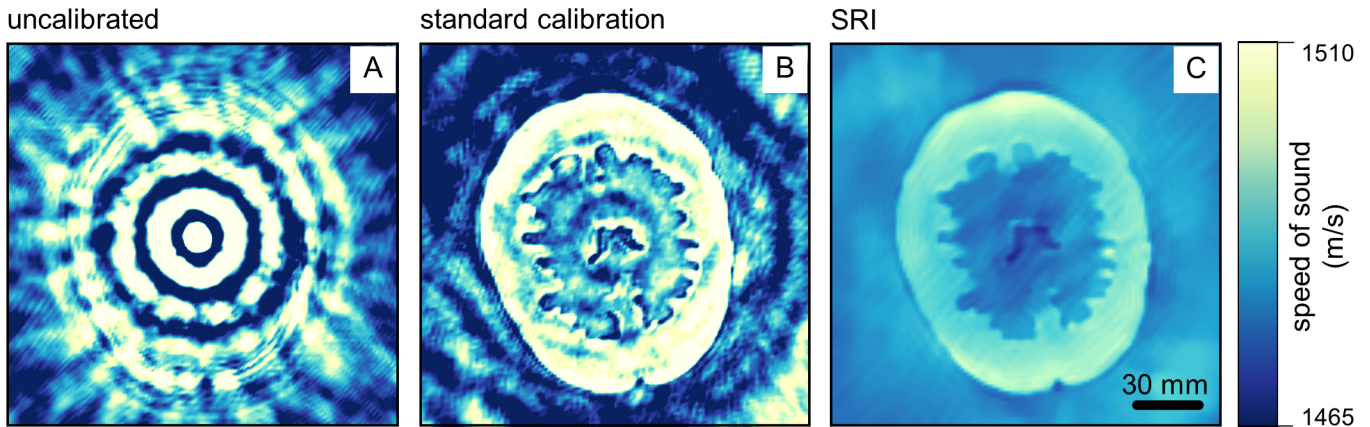 uncalibrated
standard calibration
SRI
A
B
C
1510
speed of sound
(m/s)
30 mm
1465